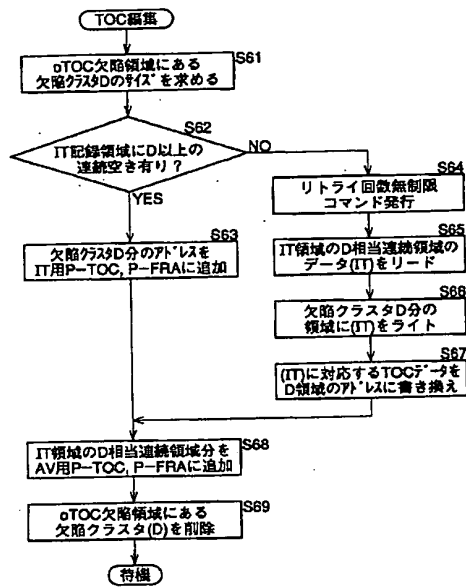 TOC編集
S61
pTOC欠陥領域にある
欠陥クラスタDのサイズを求める
S62
IT記録領域にD以上の
連続空き有り?
NO
YES
S63
欠陥クラスタD分のアドレスを
IT用P-TOC, P-FRAに追加
S64
リトライ回数無制限
コマンド発行
S65
IT領域のD相当連続領域の
データ(IT)をリード
S66
欠陥クラスタD分の
領域に(IT)をライト
S67
(IT)に対応するTOCデータを
D領域のアドレスに書き換え
S68
IT領域のD相当連続領域分を
AV用P-TOC, P-FRAに追加
S69
pTOC欠陥領域にある
欠陥クラスタ(D)を削除
待機